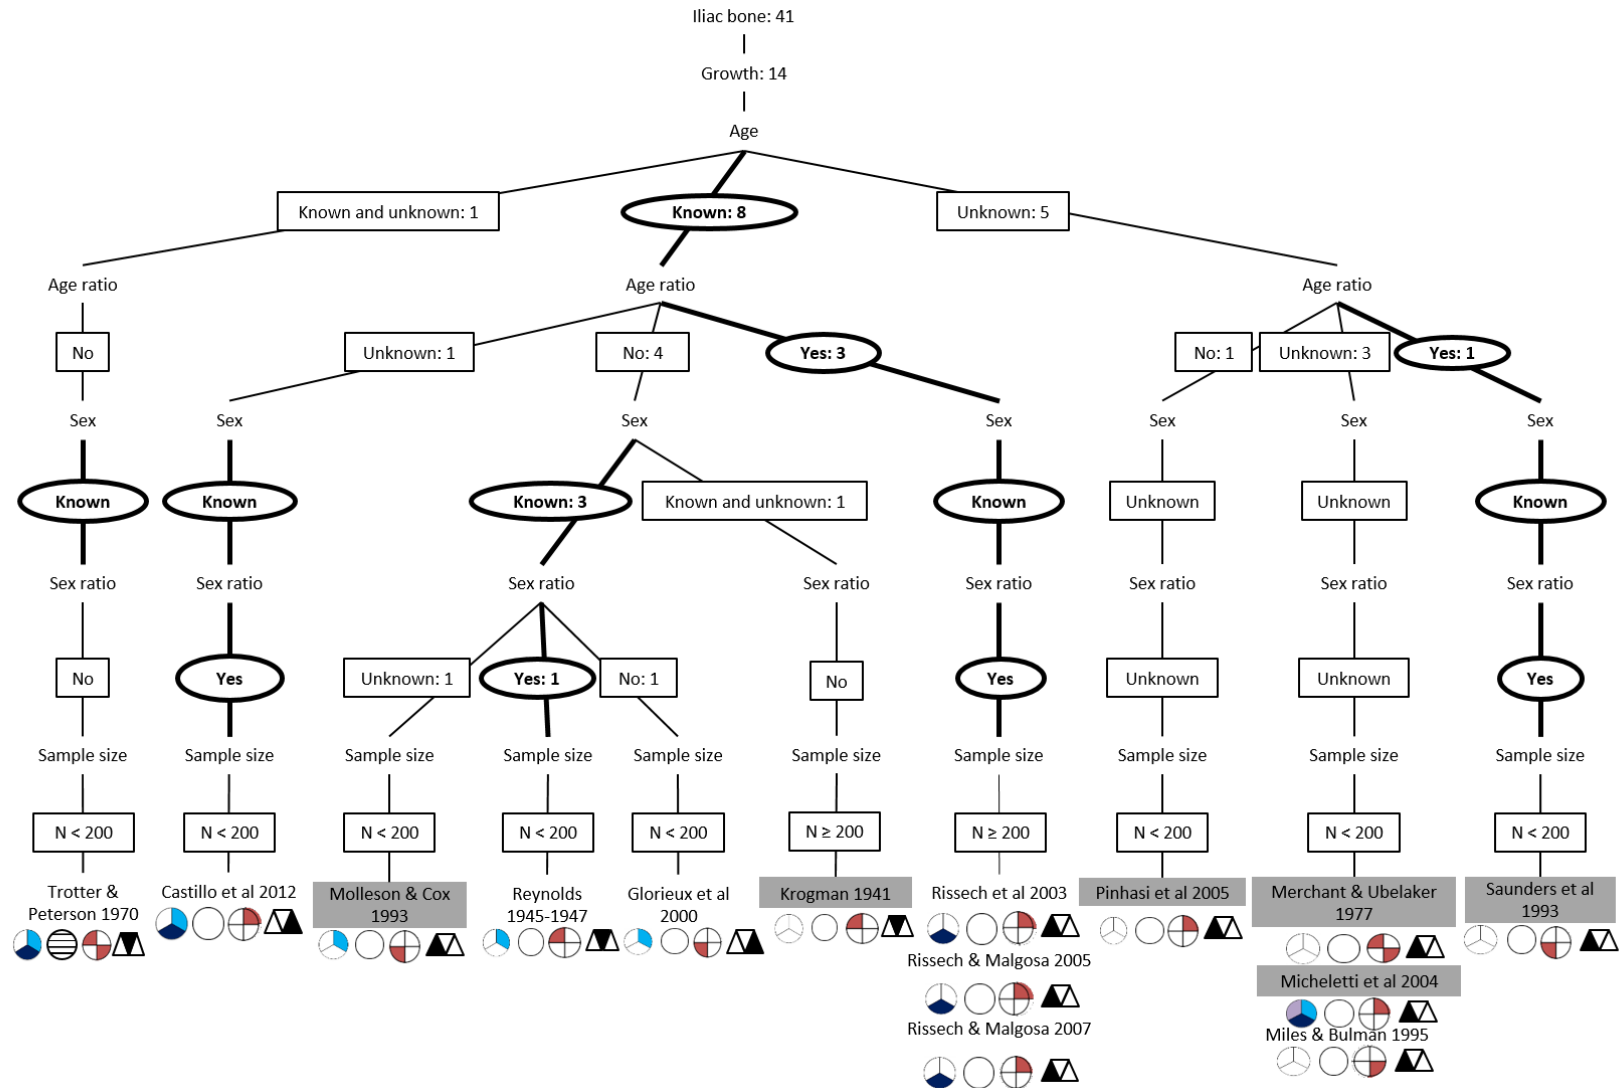 Iliac bone: 41
Growth: 14
Age
Known and unknown: 1
Known: 8
Unknown: 5
Age ratio
Age ratio
Age ratio
No
Unknown: 1
No: 4
Yes: 3
No: 1
Unknown: 3
Yes: 1
Sex
Sex
Sex
Sex
Sex
Sex
Sex
Known
Known
Known: 3
Known and unknown: 1
Known
Unknown
Unknown
Known
Sex ratio
Sex ratio
Sex ratio
Sex ratio
Sex ratio
Sex ratio
Sex ratio
Sex ratio
No
Yes
Unknown: 1
Yes: 1
No: 1
No
Yes
Unknown
Unknown
Yes
Sample size
Sample size
Sample size
Sample size
Sample size
Sample size
Sample size
Sample size
Sample size
Sample size
N < 200
N < 200
N < 200
N < 200
N < 200
N ≥ 200
N ≥ 200
N < 200
N < 200
N < 200
Trotter &
Peterson 1970
Castillo et al 2012
Molleson & Cox
1993
Reynolds
1945-1947
Glorieux et al
2000
Krogman 1941
Rissech et al 2003
Rissech & Malgosa 2005
Rissech & Malgosa 2007
Pinhasi et al 2005
Merchant & Ubelaker
1977
Micheletti et al 2004
Miles & Bulman 1995
Saunders et al
1993